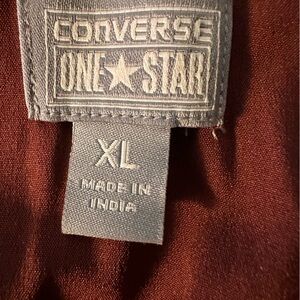 CONVERSE
ONE★STAR
XL
MADE IN
INDIA